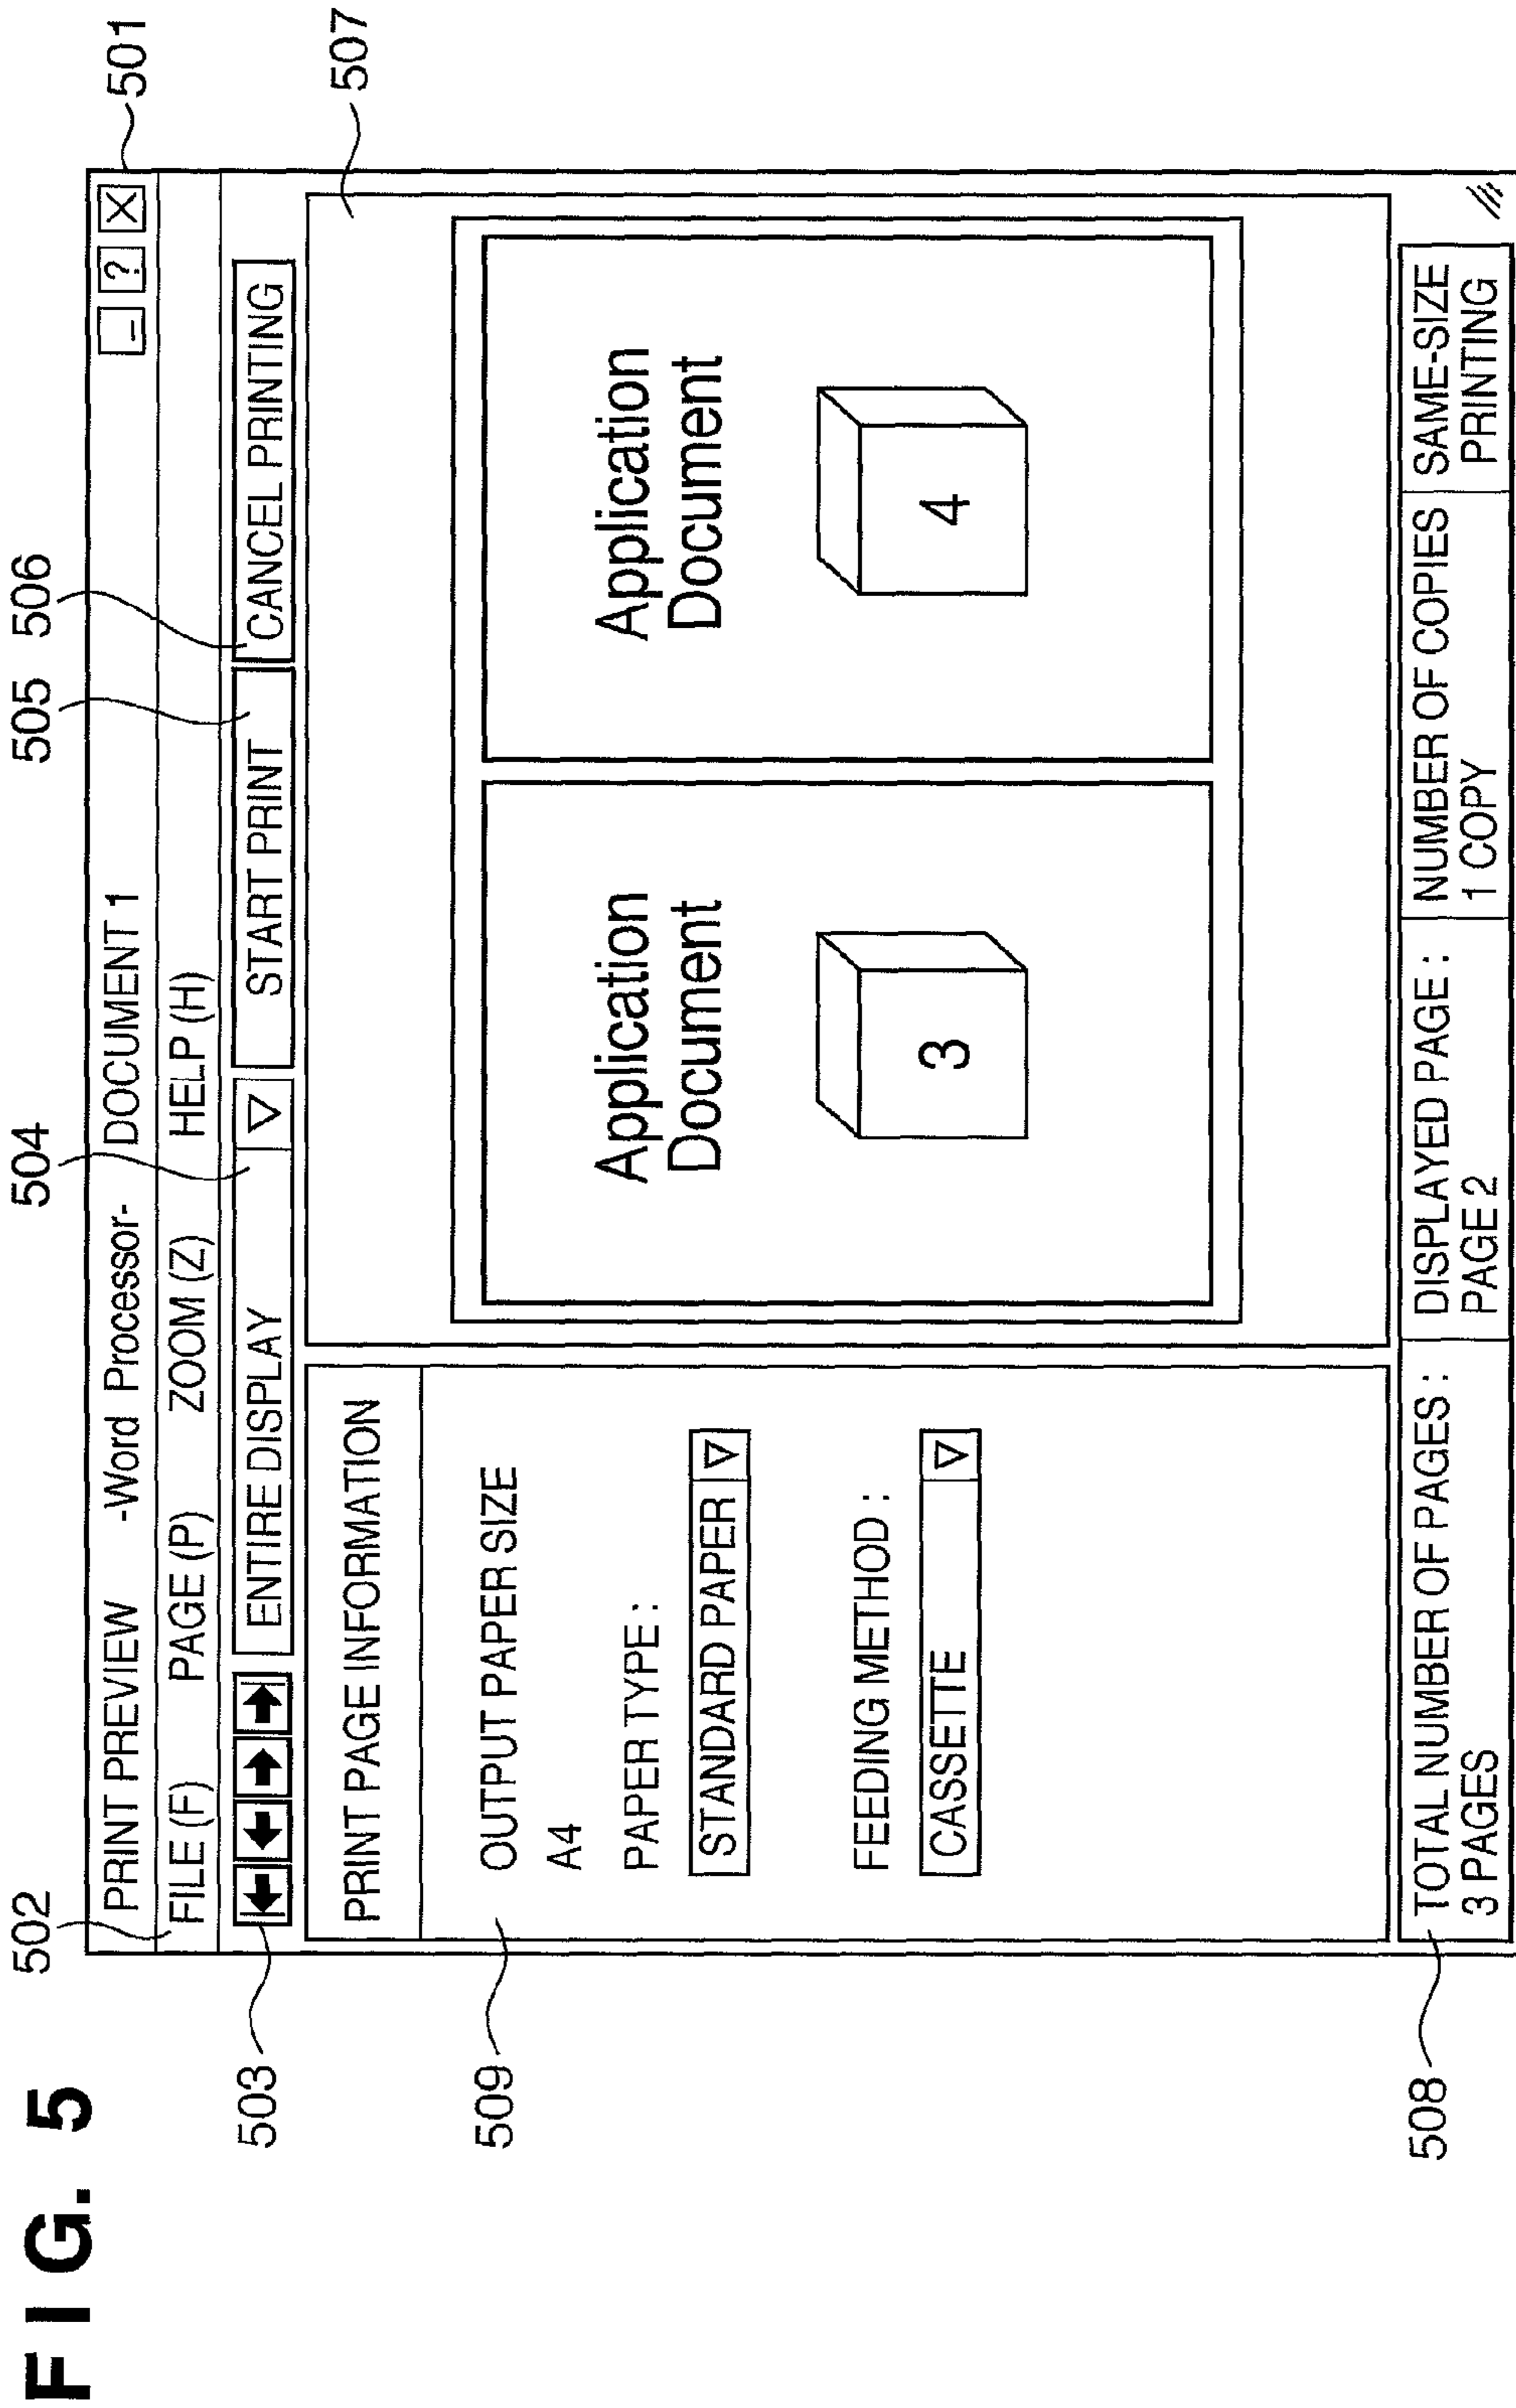 FIG. 5
502
504
505
506
501
PRINT PREVIEW -Word Processor- DOCUMENT 1 _ ? X
FILE (F) PAGE (P) ZOOM (Z) HELP (H)
503
ENTIRE DISPLAY ▽ START PRINT CANCEL PRINTING
507
PRINT PAGE INFORMATION
509
OUTPUT PAPER SIZE
A4
PAPER TYPE :
STANDARD PAPER ▽
FEEDING METHOD :
CASSETTE ▽
Application
Document
3
Application
Document
4
508
TOTAL NUMBER OF PAGES :
3 PAGES
DISPLAYED PAGE :
PAGE 2
NUMBER OF COPIES
1 COPY
SAME-SIZE
PRINTING